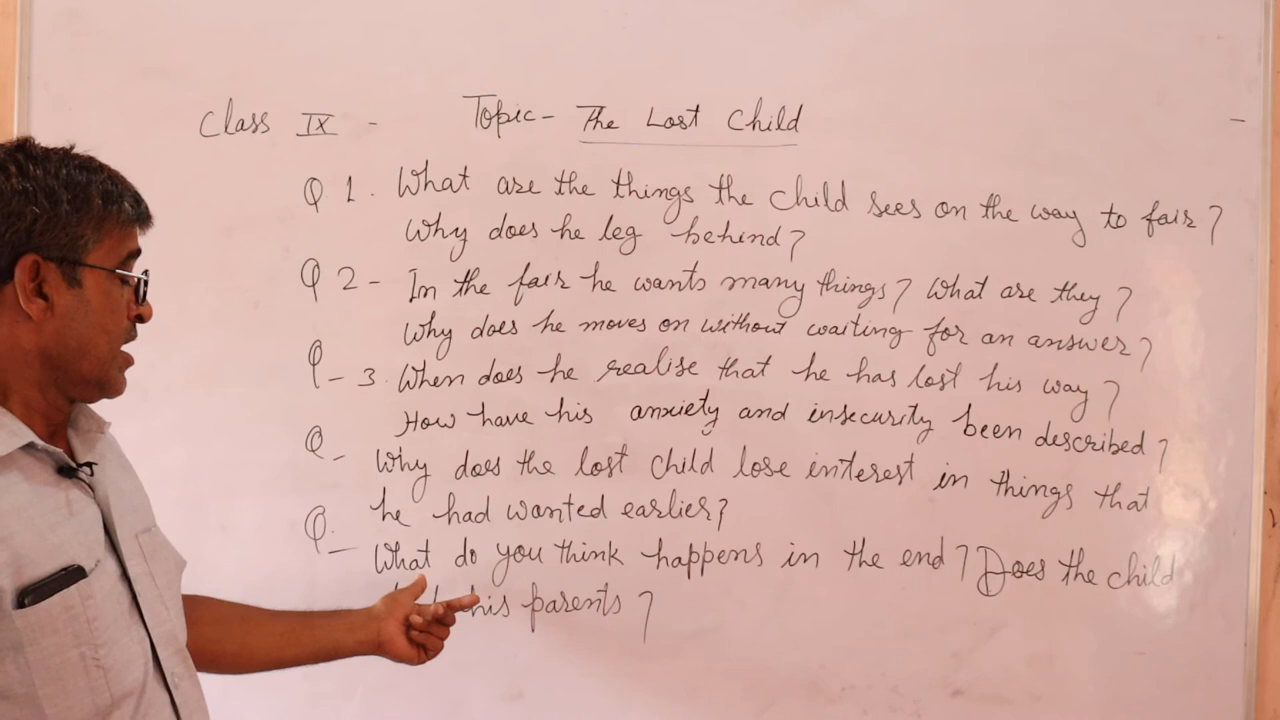 Class IX - Topic - The Lost Child -
Q 1. What are the things the child sees on the way to fair?
Why does he leg behind?
Q 2 - In the fair he wants many things? What are they?
Why does he moves on without waiting for an answer?
Q - 3. When does he realise that he has lost his way?
How have his anxiety and insecurity been described?
Q - Why does the lost child lose interest in things that
he had wanted earlier?
Q. - What do you think happens in the end? Does the child
his parents?